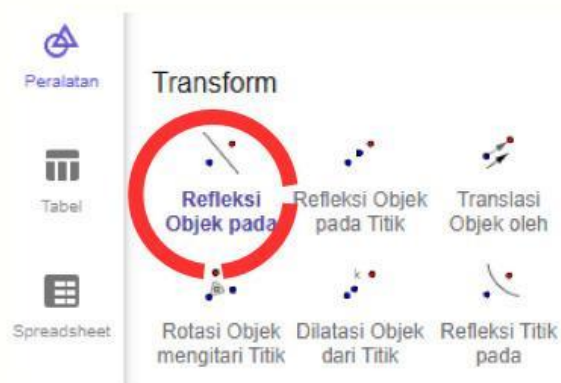 Peralatan
Transform
Tabel
Refleksi
Objek pada
Refleksi Objek
pada Titik
Translasi
Objek oleh
Spreadsheet
Rotasi Objek
mengitari Titik
Dilatasi Objek
dari Titik
Refleksi Titik
pada